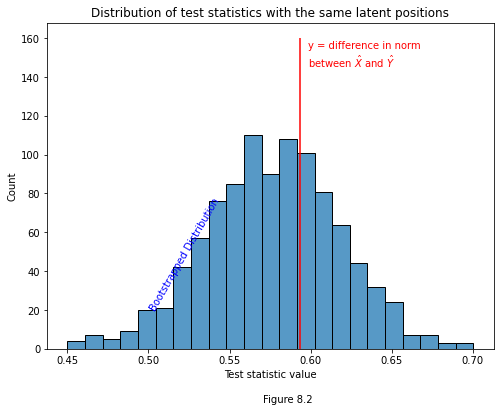 Distribution of test statistics with the same latent positions
160
140
120
100
80
60
40
20
0
Count
y = difference in norm
between X̂ and Ŷ
Bootstrapped Distribution
0.45 0.50 0.55 0.60 0.65 0.70
Test statistic value
Figure 8.2